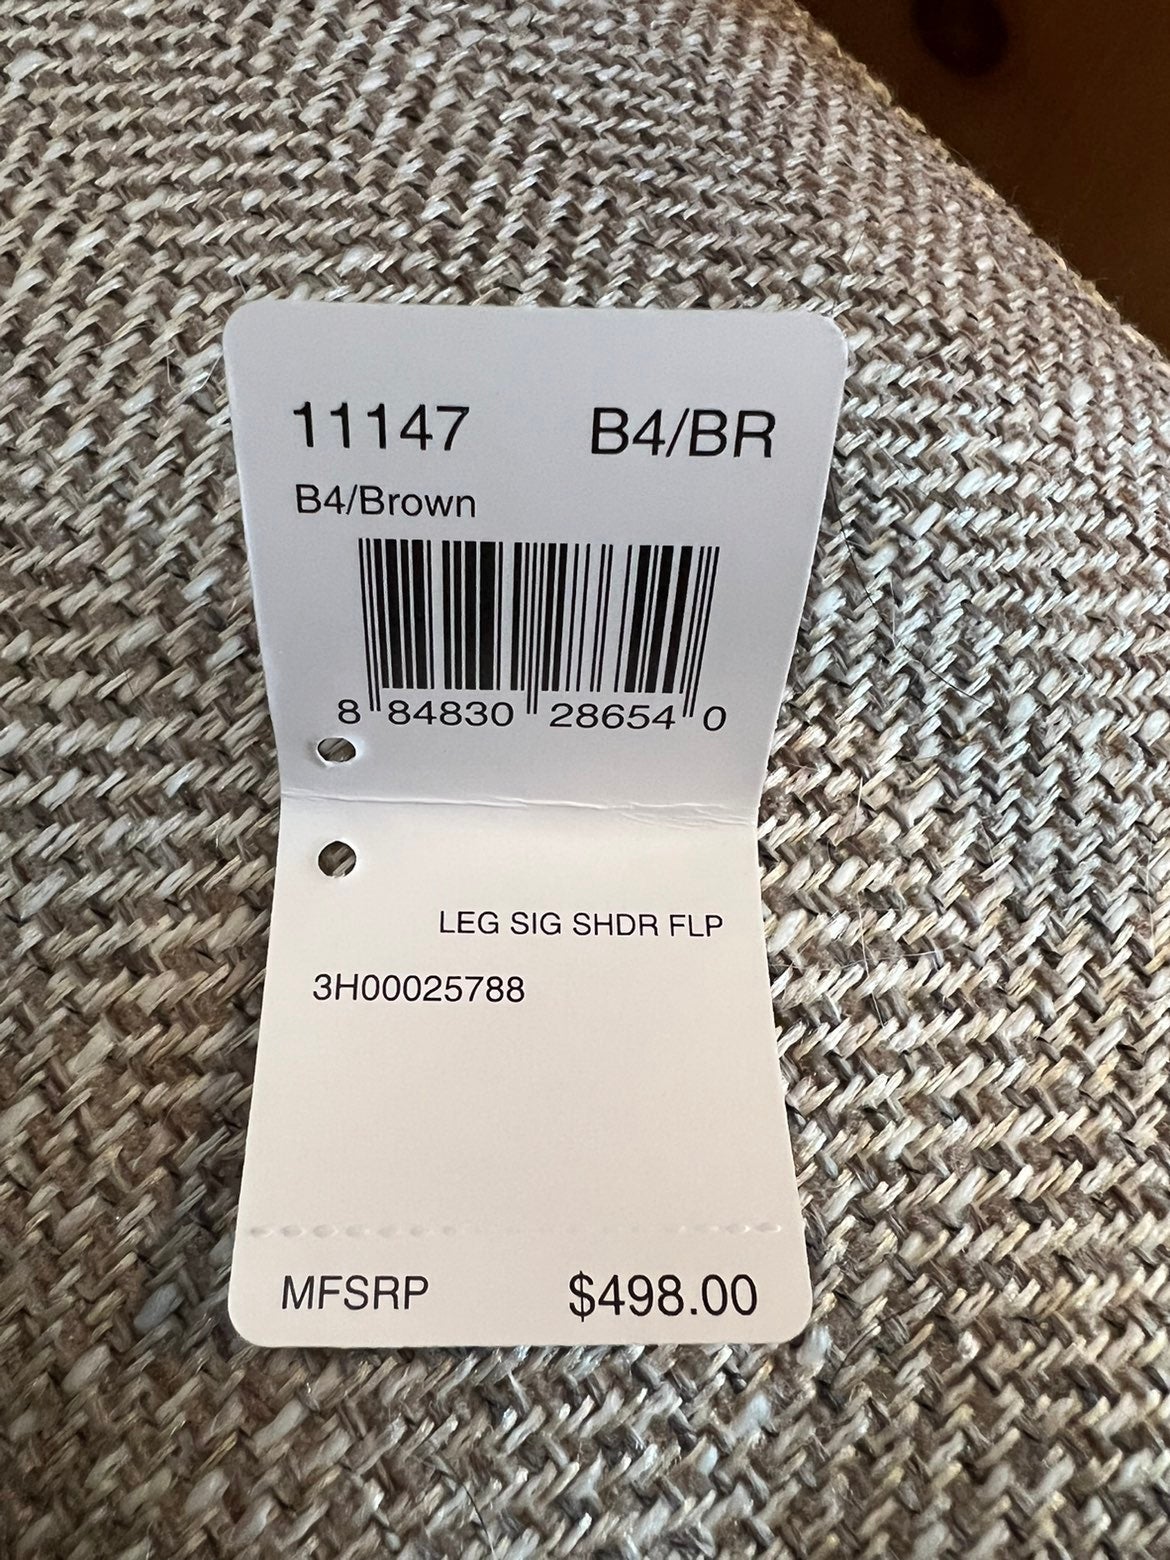 11147 B4/BR
B4/Brown
8 84830 28654 0
LEG SIG SHDR FLP
3H00025788
MFSRP $498.00